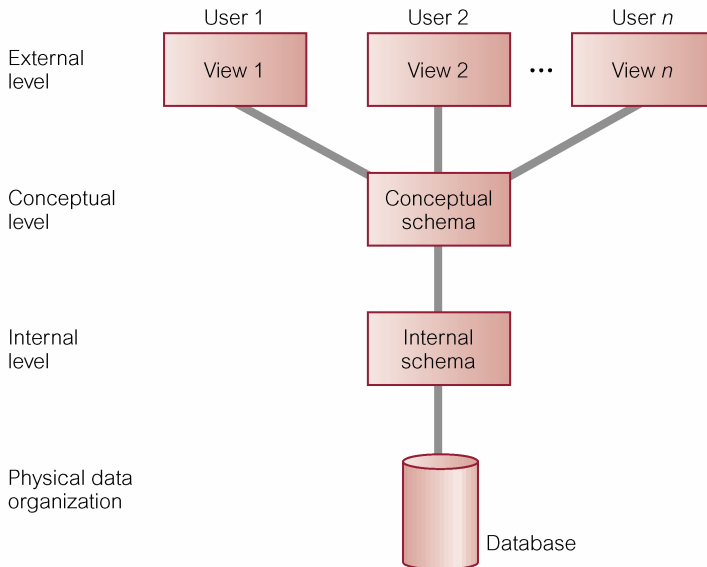 User 1
User 2
User n
External
level
View 1
View 2
...
View n
Conceptual
level
Conceptual
schema
Internal
level
Internal
schema
Physical data
organization
Database